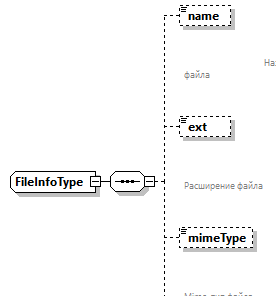 name
На
файла
ext
FileInfoType
Расширение файла
mimeType